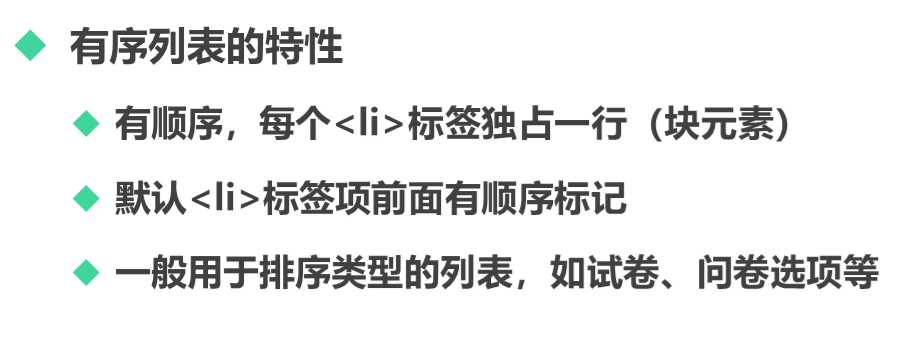 有序列表的特性
有顺序，每个<li>标签独占一行（块元素）
默认<li>标签项前面有顺序标记
一般用于排序类型的列表，如试卷、问卷选项等